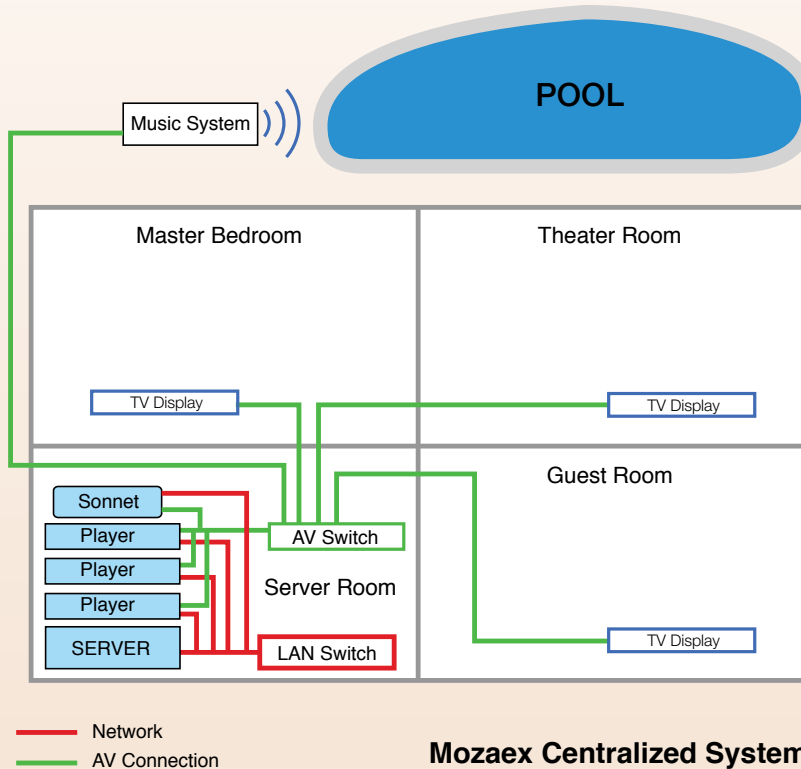 POOL
Music System
Master Bedroom
Theater Room
TV Display
TV Display
Sonnet
Player
Player
Player
SERVER
AV Switch
Server Room
LAN Switch
Guest Room
TV Display
Network
AV Connection
Mozaex Centralized System